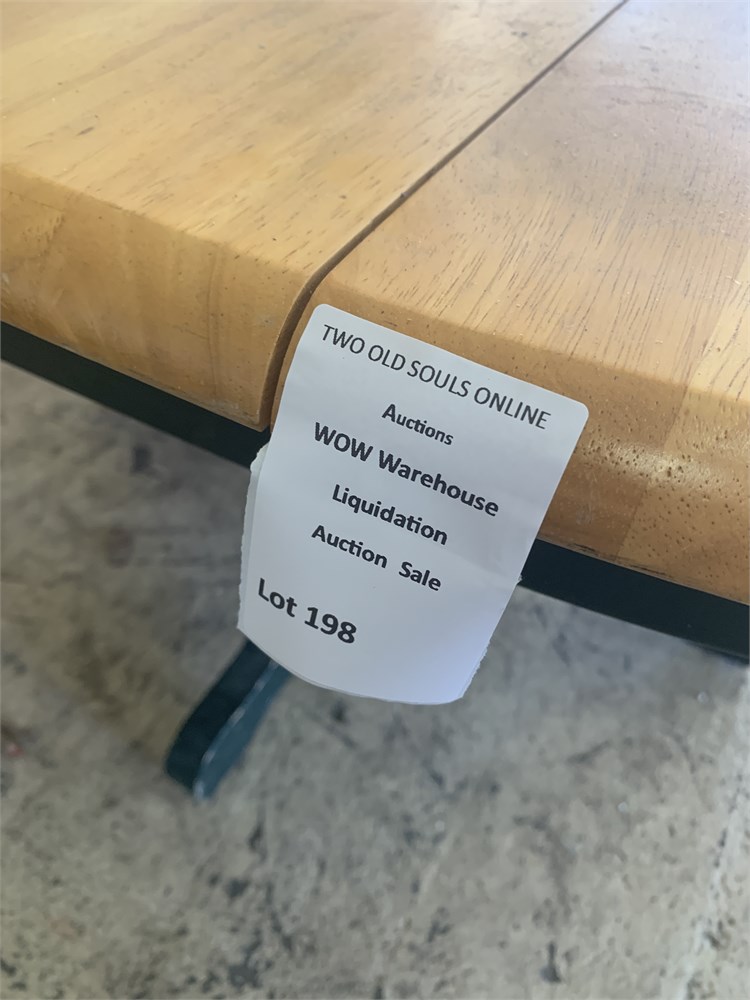 TWO OLD SOULS ONLINE
Auctions
WOW Warehouse
Liquidation
Auction Sale
Lot 198